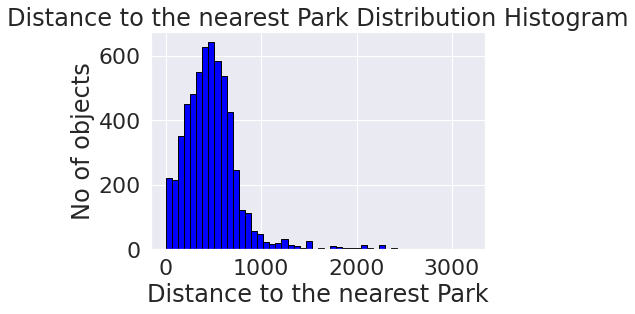 Distance to the nearest Park Distribution Histogram
600
400
200
0
No of objects
0 1000 2000 3000
Distance to the nearest Park